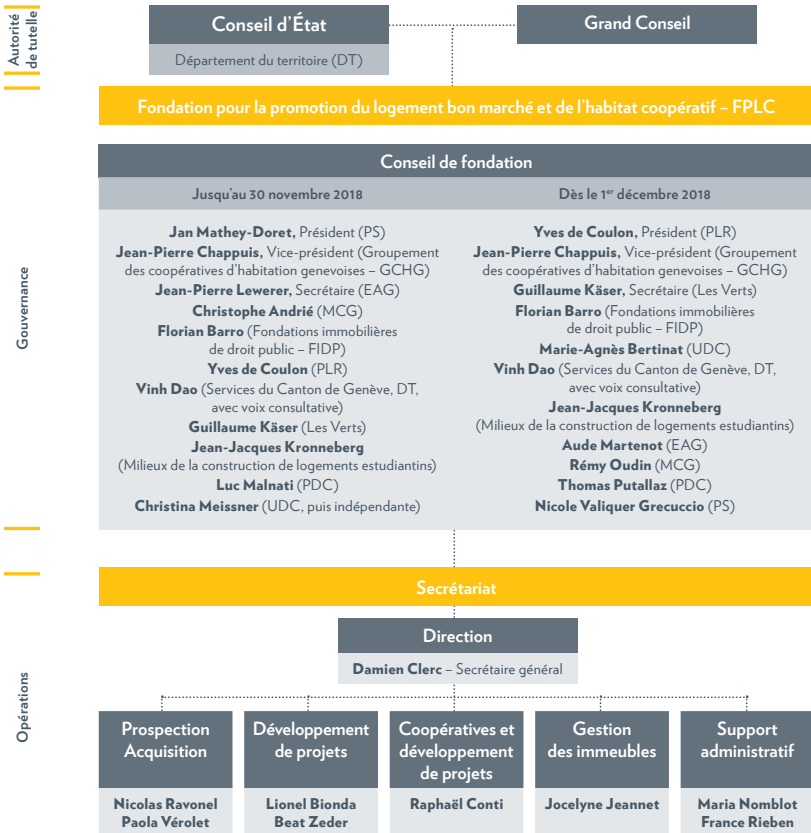 Autorité
de tutelle
Conseil d'État
Département du territoire (DT)
Grand Conseil
Fondation pour la promotion du logement bon marché et de l'habitat coopératif – FPLC
Gouvernance
Conseil de fondation
Jusqu'au 30 novembre 2018
Jan Mathey-Doret, Président (PS)
Jean-Pierre Chappuis, Vice-président (Groupement
des coopératives d'habitation genevoises – GCHG)
Jean-Pierre Lewerer, Secrétaire (EAG)
Christophe Andrié (MCG)
Florian Barro (Fondations immobilières
de droit public – FIDP)
Yves de Coulon (PLR)
Vinh Dao (Services du Canton de Genève, DT,
avec voix consultative)
Guillaume Käser (Les Verts)
Jean-Jacques Kronneberg
(Milieux de la construction de logements estudiantins)
Luc Malnati (PDC)
Christina Meissner (UDC, puis indépendante)
Dès le 1er décembre 2018
Yves de Coulon, Président (PLR)
Jean-Pierre Chappuis, Vice-président (Groupement
des coopératives d'habitation genevoises – GCHG)
Guillaume Käser, Secrétaire (Les Verts)
Florian Barro (Fondations immobilières
de droit public – FIDP)
Marie-Agnès Bertinat (UDC)
Vinh Dao (Services du Canton de Genève, DT,
avec voix consultative)
Jean-Jacques Kronneberg
(Milieux de la construction de logements estudiantins)
Aude Martenot (EAG)
Rémy Oudin (MCG)
Thomas Putallaz (PDC)
Nicole Valiquer Grecuccio (PS)
Opérations
Secrétariat
Direction
Damien Clerc – Secrétaire général
Prospection
Acquisition
Nicolas Ravonel
Paola Vérolet
Développement
de projets
Lionel Bionda
Beat Zeder
Coopératives et
développement
de projets
Raphaël Conti
Gestion
des immeubles
Jocelyne Jeannet
Support
administratif
Maria Nomblot
France Rieben